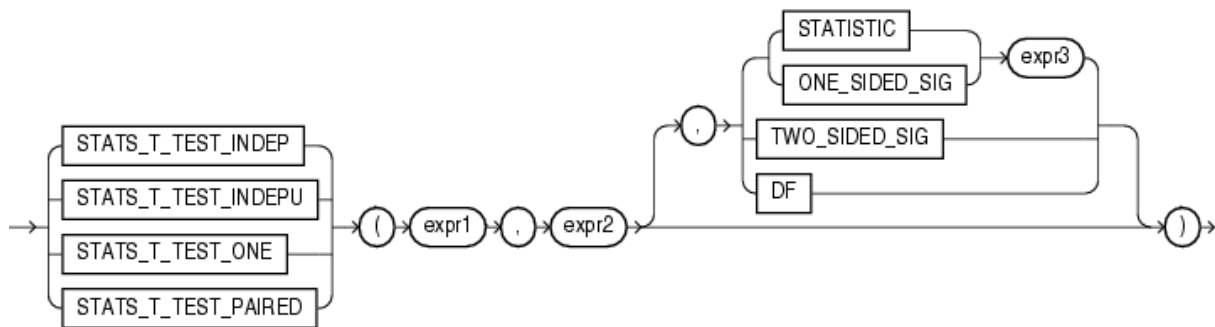 STATISTIC
ONE_SIDED_SIG
expr3
,
TWO_SIDED_SIG
DF
STATS_T_TEST_INDEP
STATS_T_TEST_INDEPU
STATS_T_TEST_ONE
STATS_T_TEST_PAIRED
( expr1 , expr2 )